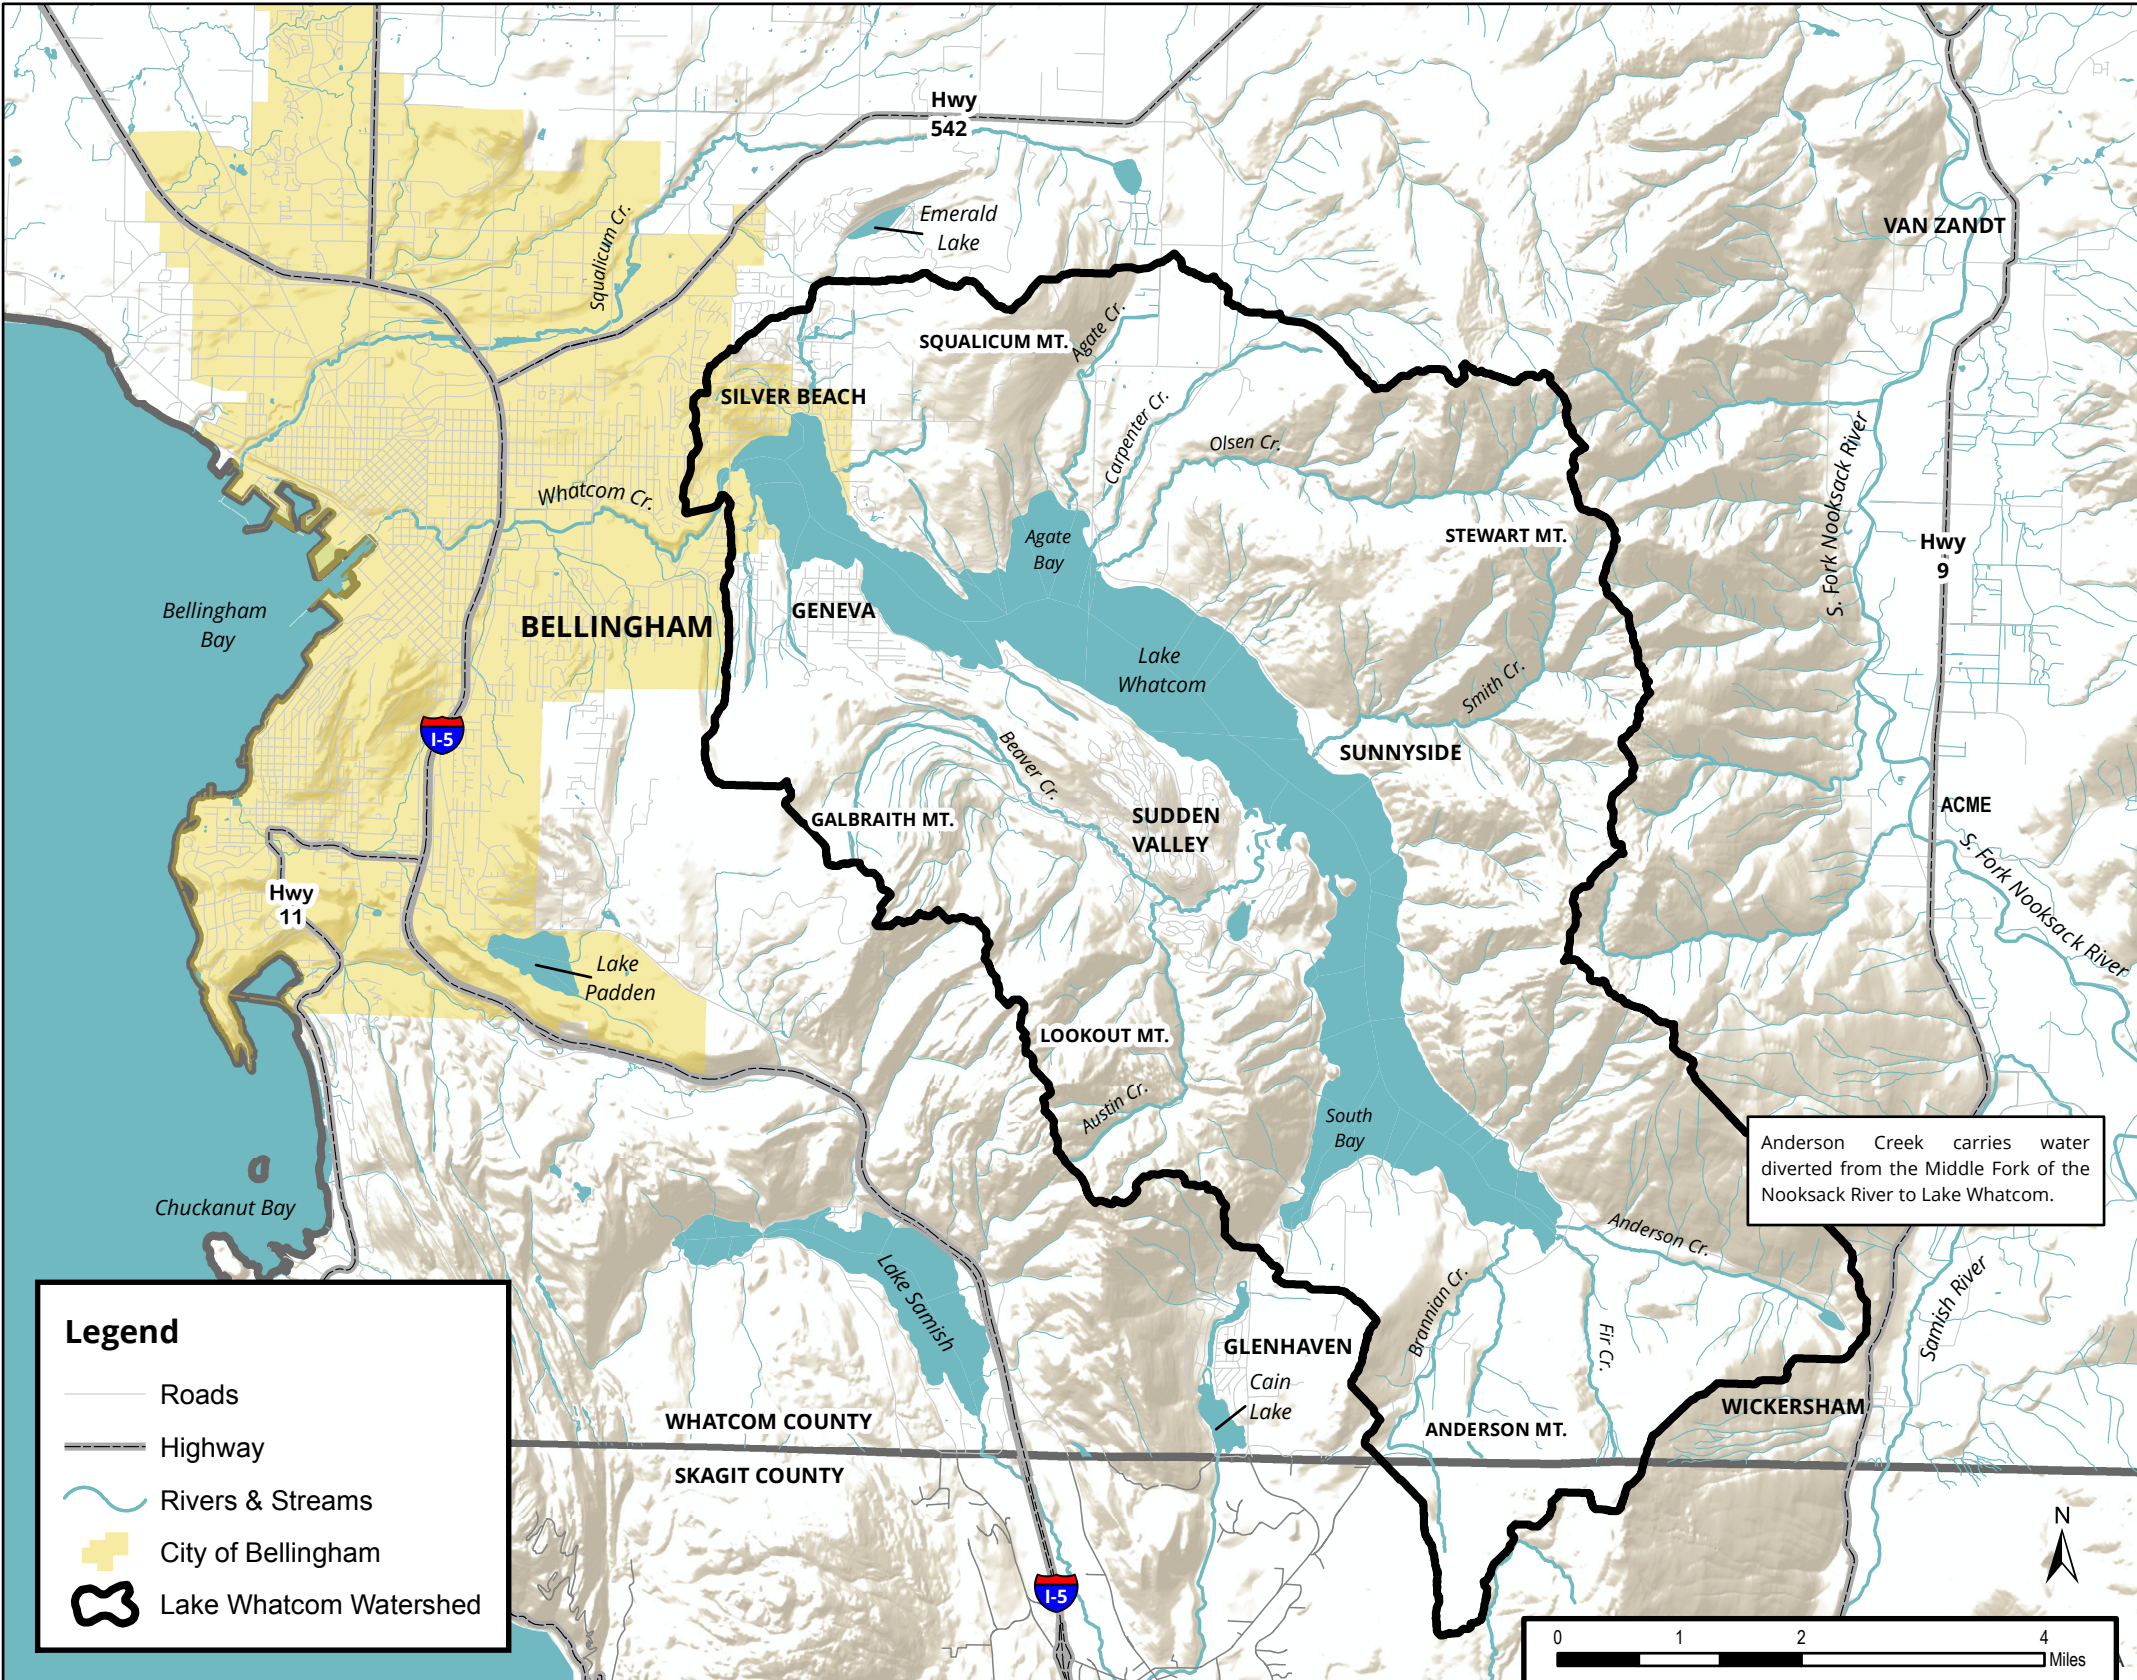 Hwy
542
Emerald
Lake
VAN ZANDT
Squalicum Cr.
SQUALICUM MT.
Agate Cr.
SILVER BEACH
Carpenter Cr.
Olsen Cr.
S. Fork Nooksack River
Whatcom Cr.
STEWART MT.
Hwy
9
Agate
Bay
Bellingham
Bay
BELLINGHAM
GENEVA
Lake
Whatcom
Smith Cr.
I-5
Beaver Cr.
SUNNYSIDE
GALBRAITH MT.
SUDDEN
VALLEY
ACME
S. Fork Nooksack River
Hwy
11
Lake
Padden
LOOKOUT MT.
Austin Cr.
South
Bay
Anderson Creek carries water
diverted from the Middle Fork of the
Nooksack River to Lake Whatcom.
Chuckanut Bay
Anderson Cr.
Lake Samish
Brannian Cr.
Fir Cr.
Samish River
GLENHAVEN
Cain
Lake
WICKERSHAM
WHATCOM COUNTY
ANDERSON MT.
SKAGIT COUNTY
I-5
Legend
Roads
Highway
Rivers & Streams
City of Bellingham
Lake Whatcom Watershed
N
0 1 2 4
Miles